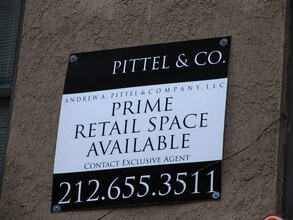 PITTEL & CO.
ANDREW A. PITTEL & COMPANY, LLC
PRIME
RETAIL SPACE
AVAILABLE
CONTACT EXCLUSIVE AGENT
212.655.3511